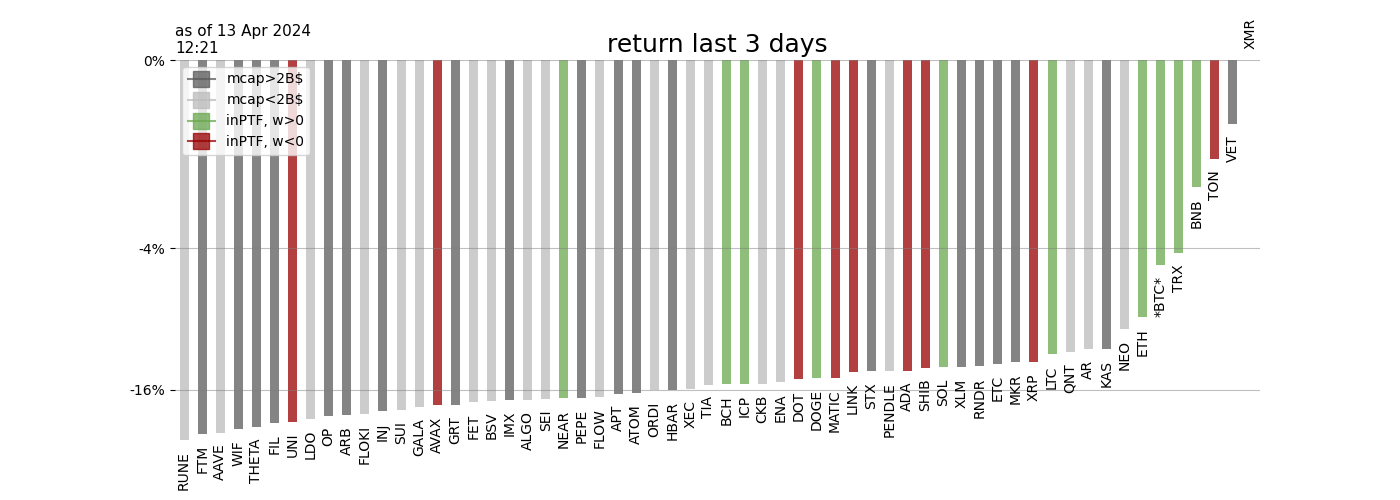 as of 13 Apr 2024
12:21
return last 3 days
XMR
0%
mcap>2B$
mcap<2B$
inPTF, w>0
inPTF, w<0
-4%
-16%
RUNE
FTM
AAVE
WIF
THETA
FIL
UNI
LDO
OP
ARB
FLOKI
INJ
SUI
GALA
AVAX
GRT
FET
BSV
IMX
ALGO
SEI
NEAR
PEPE
FLOW
APT
ATOM
ORDI
HBAR
XEC
TIA
BCH
ICP
CKB
ENA
DOT
DOGE
MATIC
LINK
STX
PENDLE
ADA
SHIB
SOL
XLM
RNDR
ETC
MKR
XRP
LTC
QNT
AR
KAS
NEO
ETH
*BTC*
TRX
BNB
TON
VET